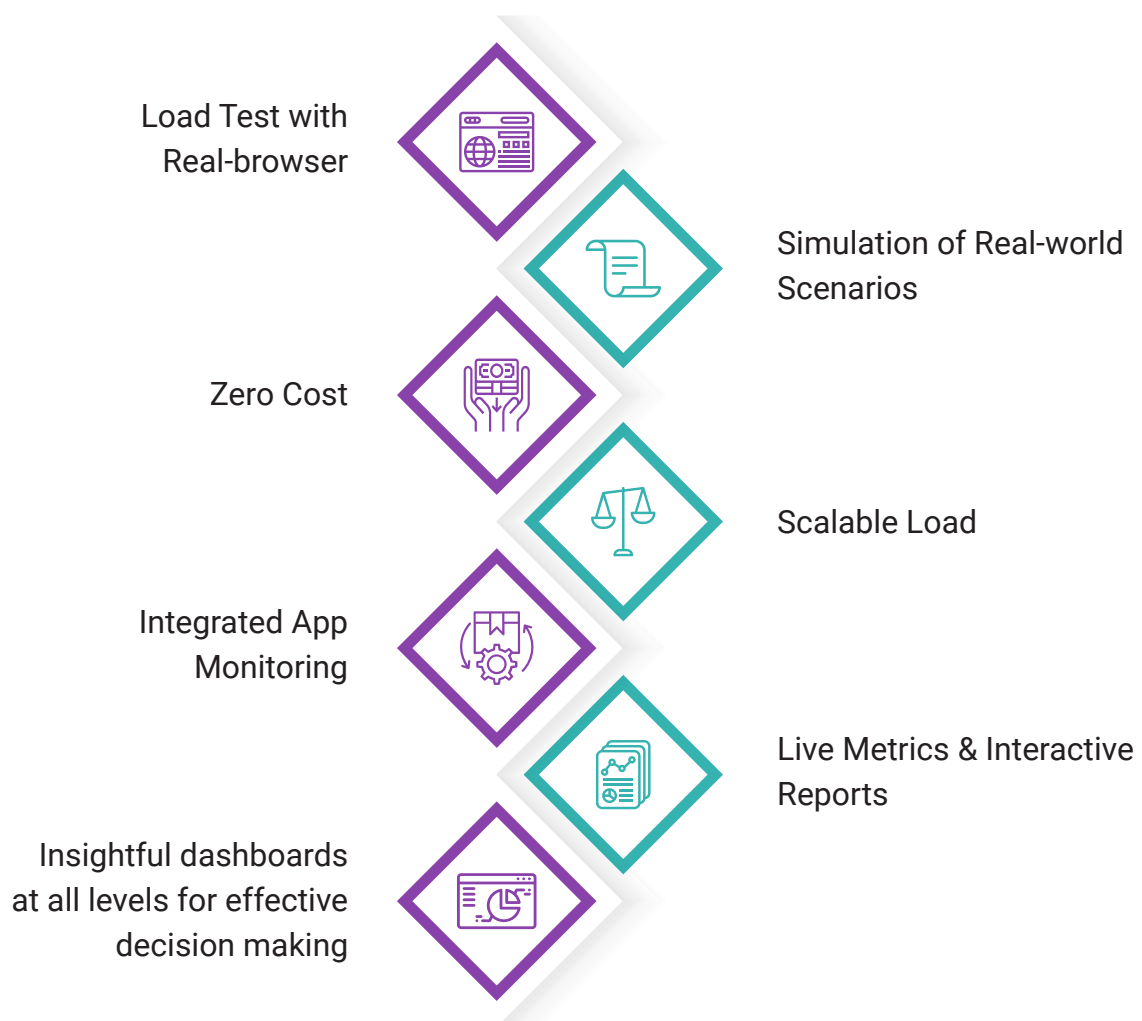 Load Test with
Real-browser
Simulation of Real-world
Scenarios
Zero Cost
Scalable Load
Integrated App
Monitoring
Live Metrics & Interactive
Reports
Insightful dashboards
at all levels for effective
decision making